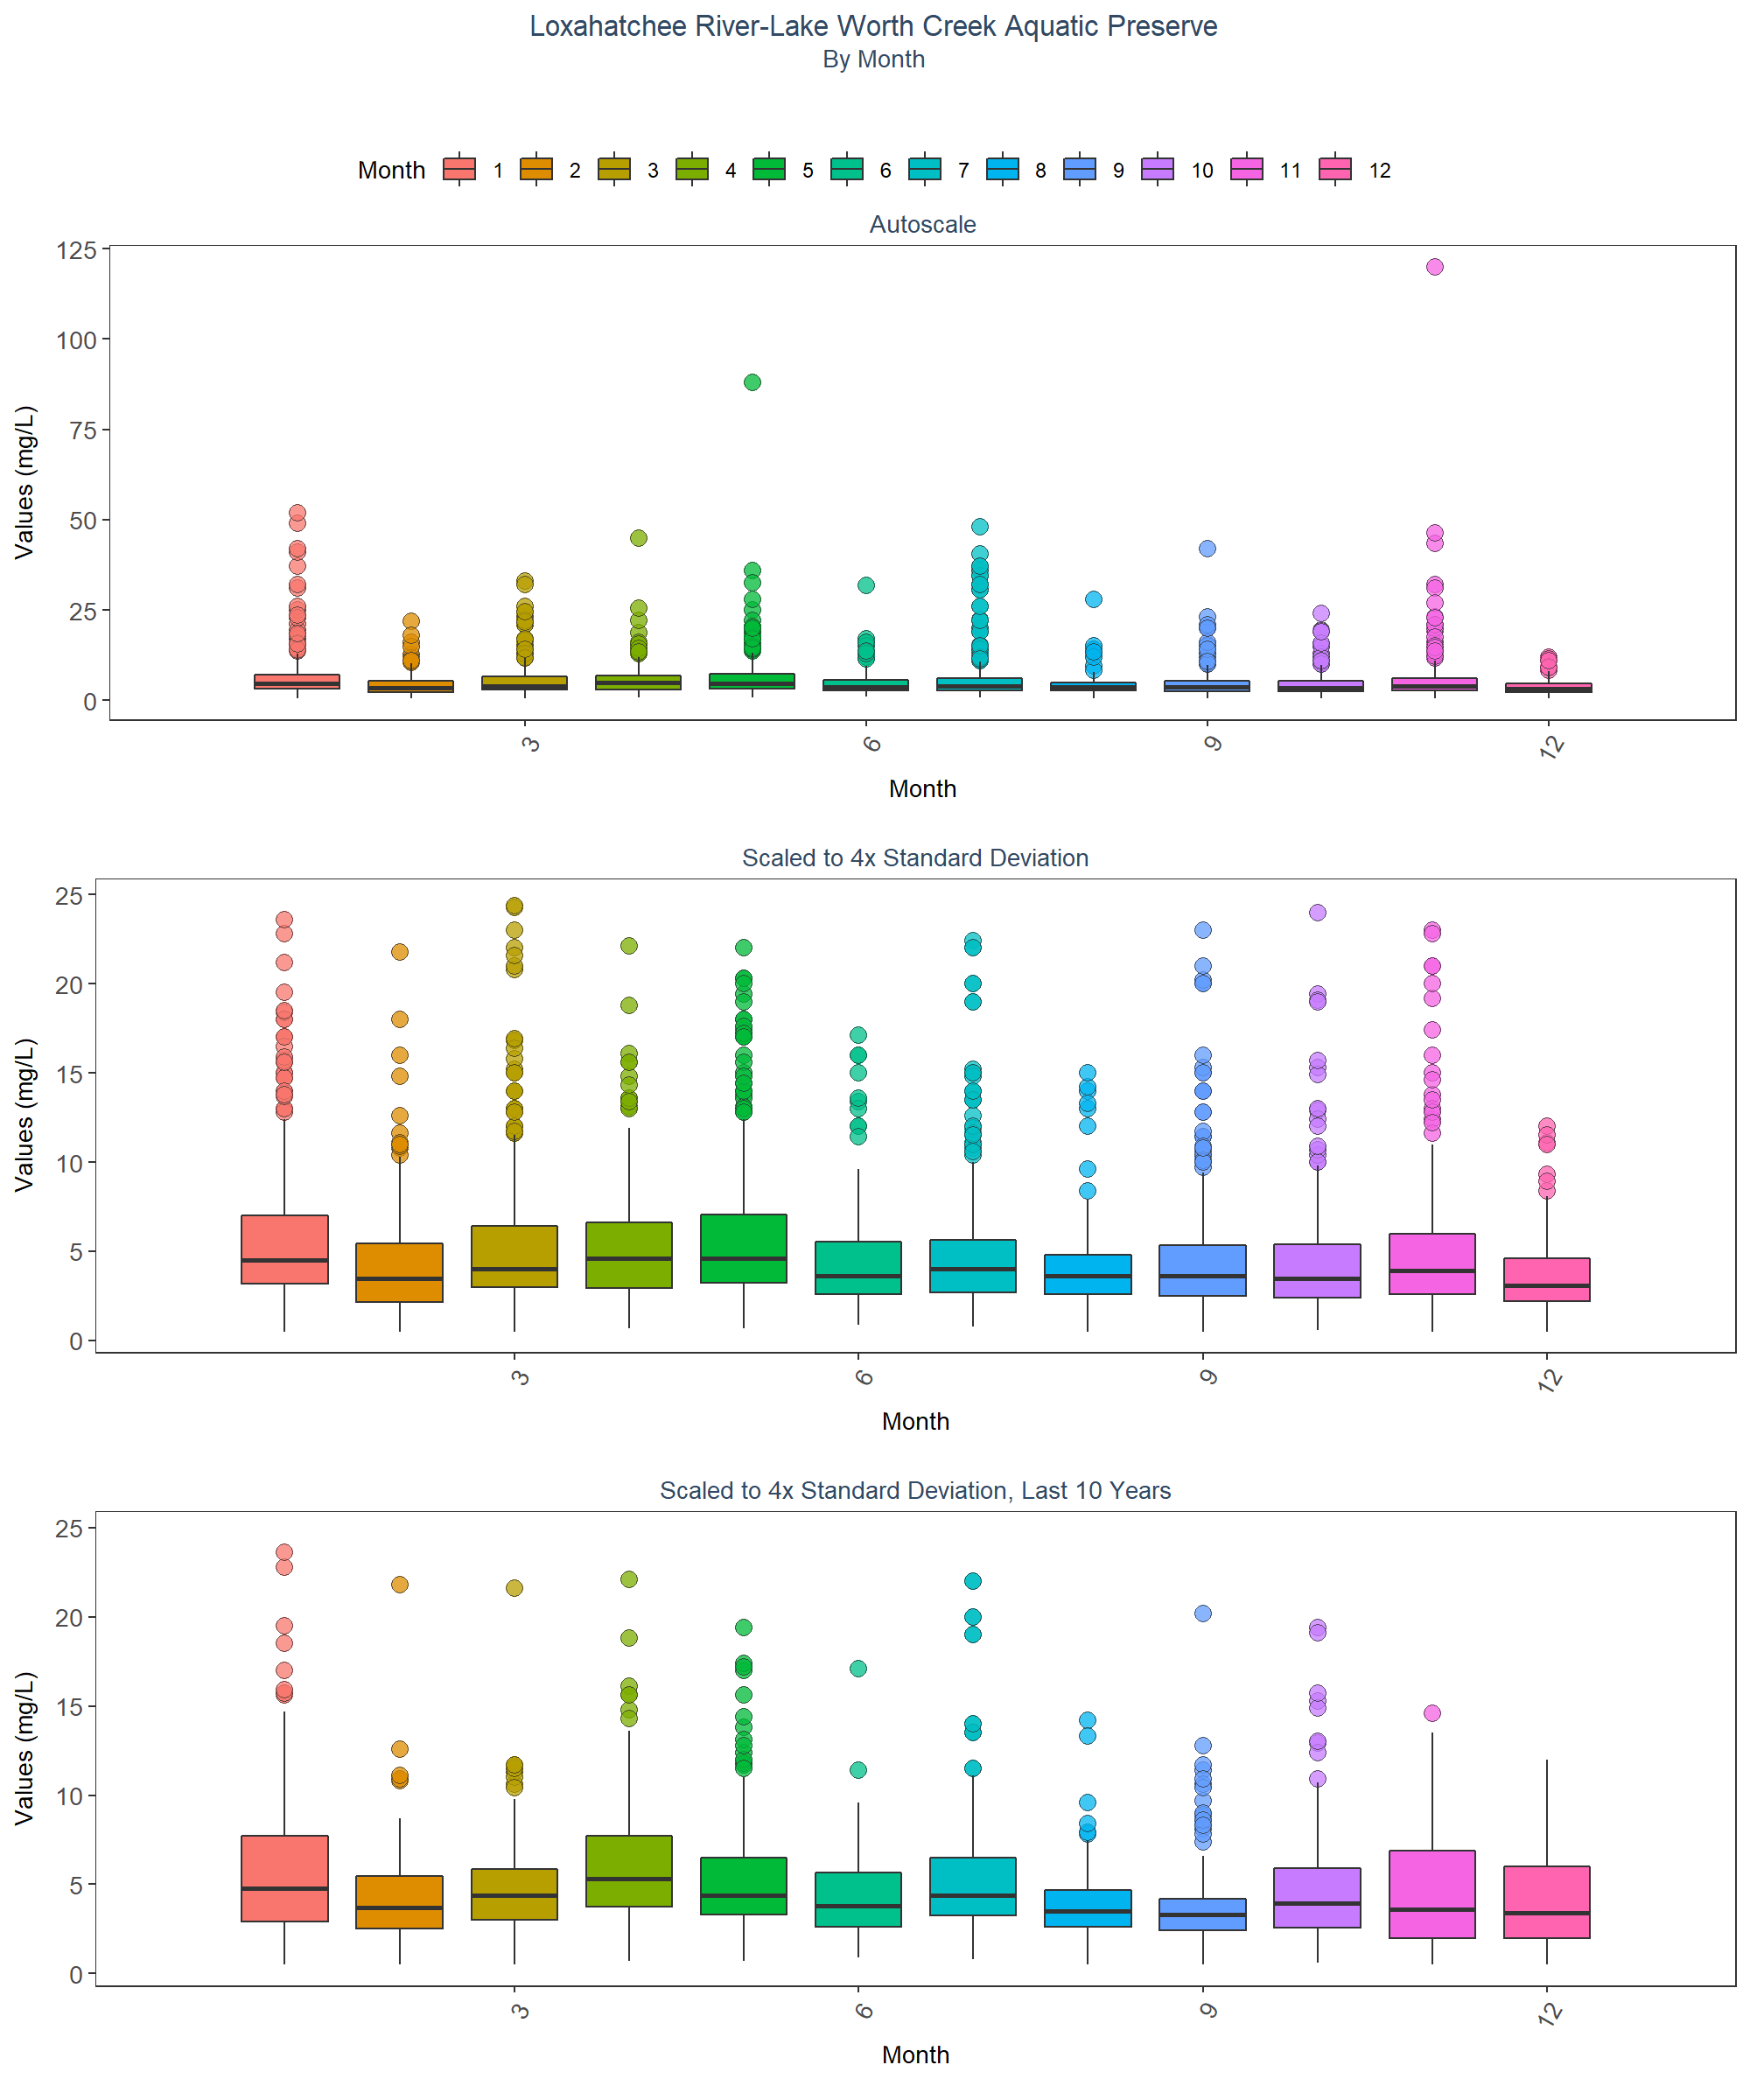 Loxahatchee River-Lake Worth Creek Aquatic Preserve
By Month
Month 1 2 3 4 5 6 7 8 9 10 11 12
Autoscale
Values (mg/L)
125
100
75
50
25
0
3 6 9 12
Month
Scaled to 4x Standard Deviation
Values (mg/L)
25
20
15
10
5
0
3 6 9 12
Month
Scaled to 4x Standard Deviation, Last 10 Years
Values (mg/L)
25
20
15
10
5
0
3 6 9 12
Month